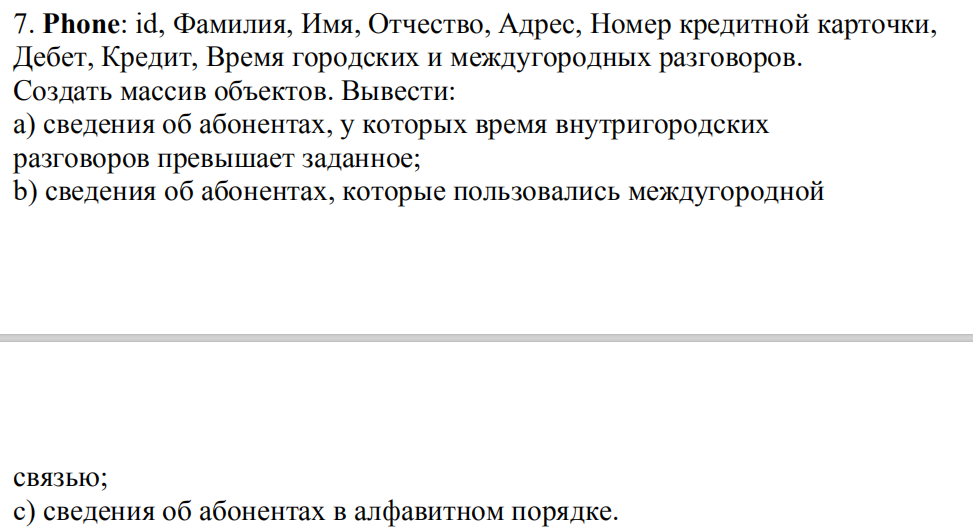 7. Phone: id, Фамилия, Имя, Отчество, Адрес, Номер кредитной карточки,
Дебет, Кредит, Время городских и междугородных разговоров.
Создать массив объектов. Вывести:
a) сведения об абонентах, у которых время внутригородских
разговоров превышает заданное;
b) сведения об абонентах, которые пользовались междугородной
связью;
c) сведения об абонентах в алфавитном порядке.